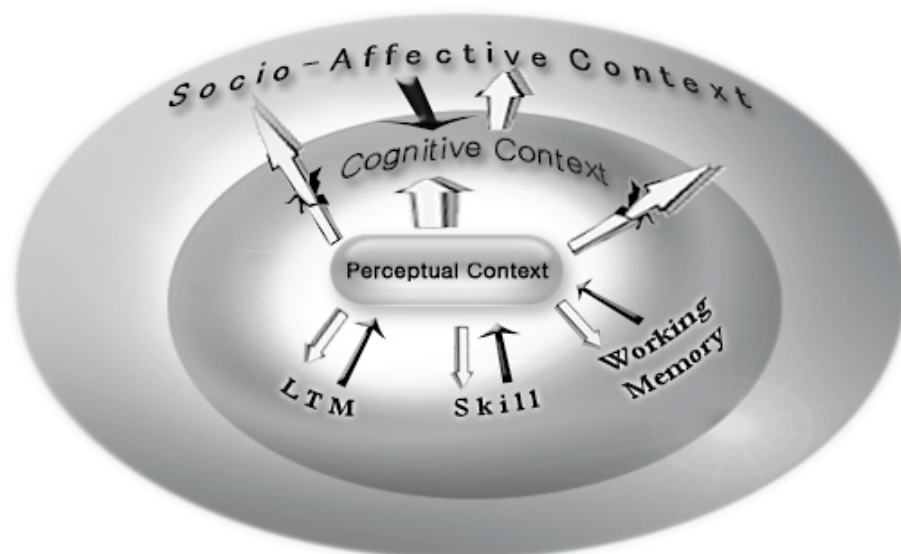 Socio-Affective Context
Cognitive Context
Perceptual Context
LTM
Skill
Working
Memory